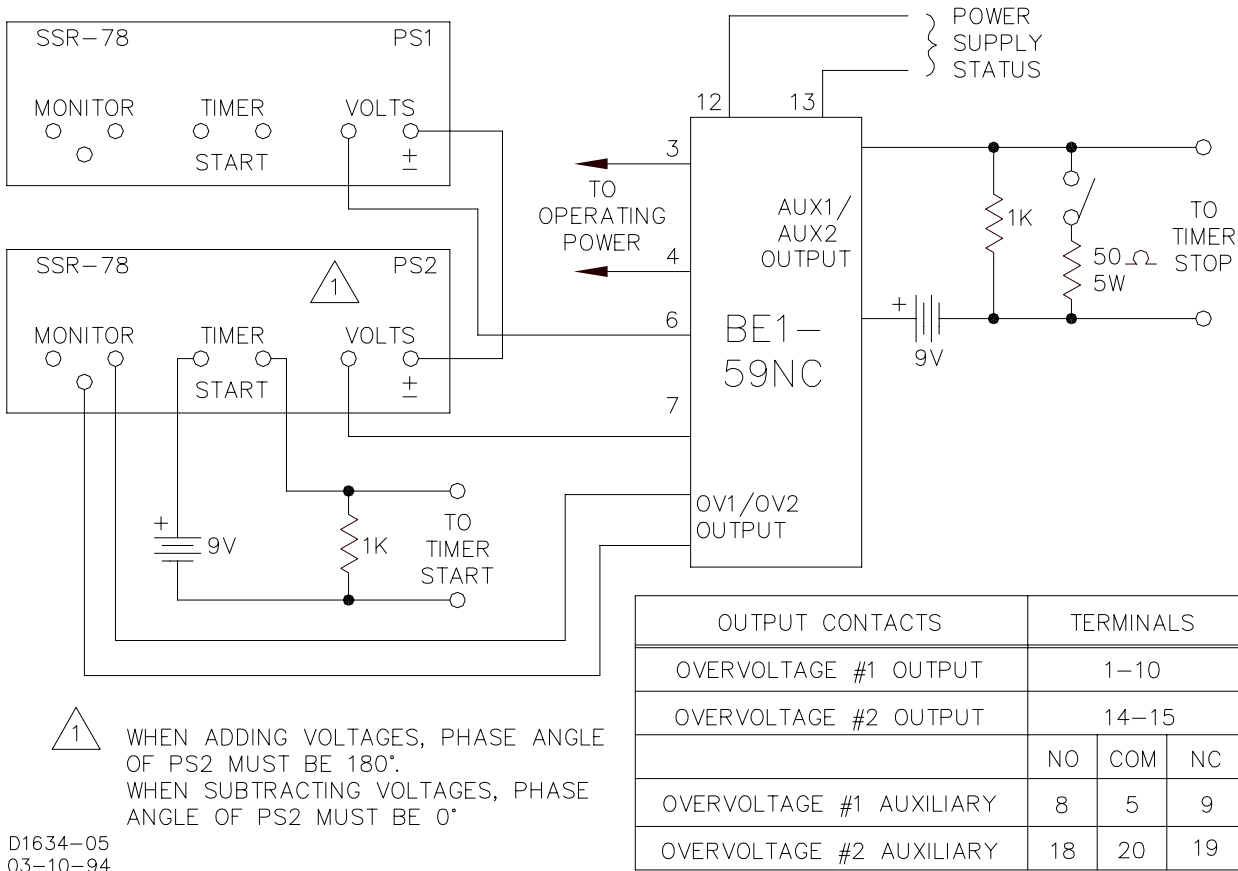 SSR-78 PS1
MONITOR TIMER VOLTS
START ±
SSR-78 PS2
1
MONITOR TIMER VOLTS
START ±
+
9V
1K
TO
TIMER
START
POWER
SUPPLY
STATUS
12 13
3
TO
OPERATING
POWER
4
6
7
AUX1/
AUX2
OUTPUT
BE1-
59NC
OV1/OV2
OUTPUT
1K
50 Ω
5W
TO
TIMER
STOP
+
9V
OUTPUT CONTACTS TERMINALS
OVERVOLTAGE #1 OUTPUT 1-10
OVERVOLTAGE #2 OUTPUT 14-15
NO COM NC
OVERVOLTAGE #1 AUXILIARY 8 5 9
OVERVOLTAGE #2 AUXILIARY 18 20 19
1 WHEN ADDING VOLTAGES, PHASE ANGLE
OF PS2 MUST BE 180°.
WHEN SUBTRACTING VOLTAGES, PHASE
ANGLE OF PS2 MUST BE 0°
D1634-05
03-10-94